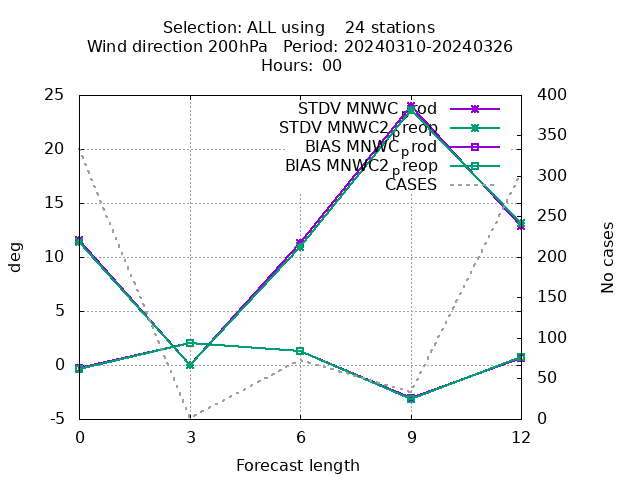 Selection: ALL using    24 stations
Wind direction 200hPa   Period: 20240310-20240326
Hours: 00
25
20
15
10
5
0
-5
deg
400
350
300
250
200
150
100
50
0
No cases
STDV MNWC_prod
STDV MNWC2_preop
BIAS MNWC_prod
BIAS MNWC2_preop
CASES
0 3 6 9 12
Forecast length